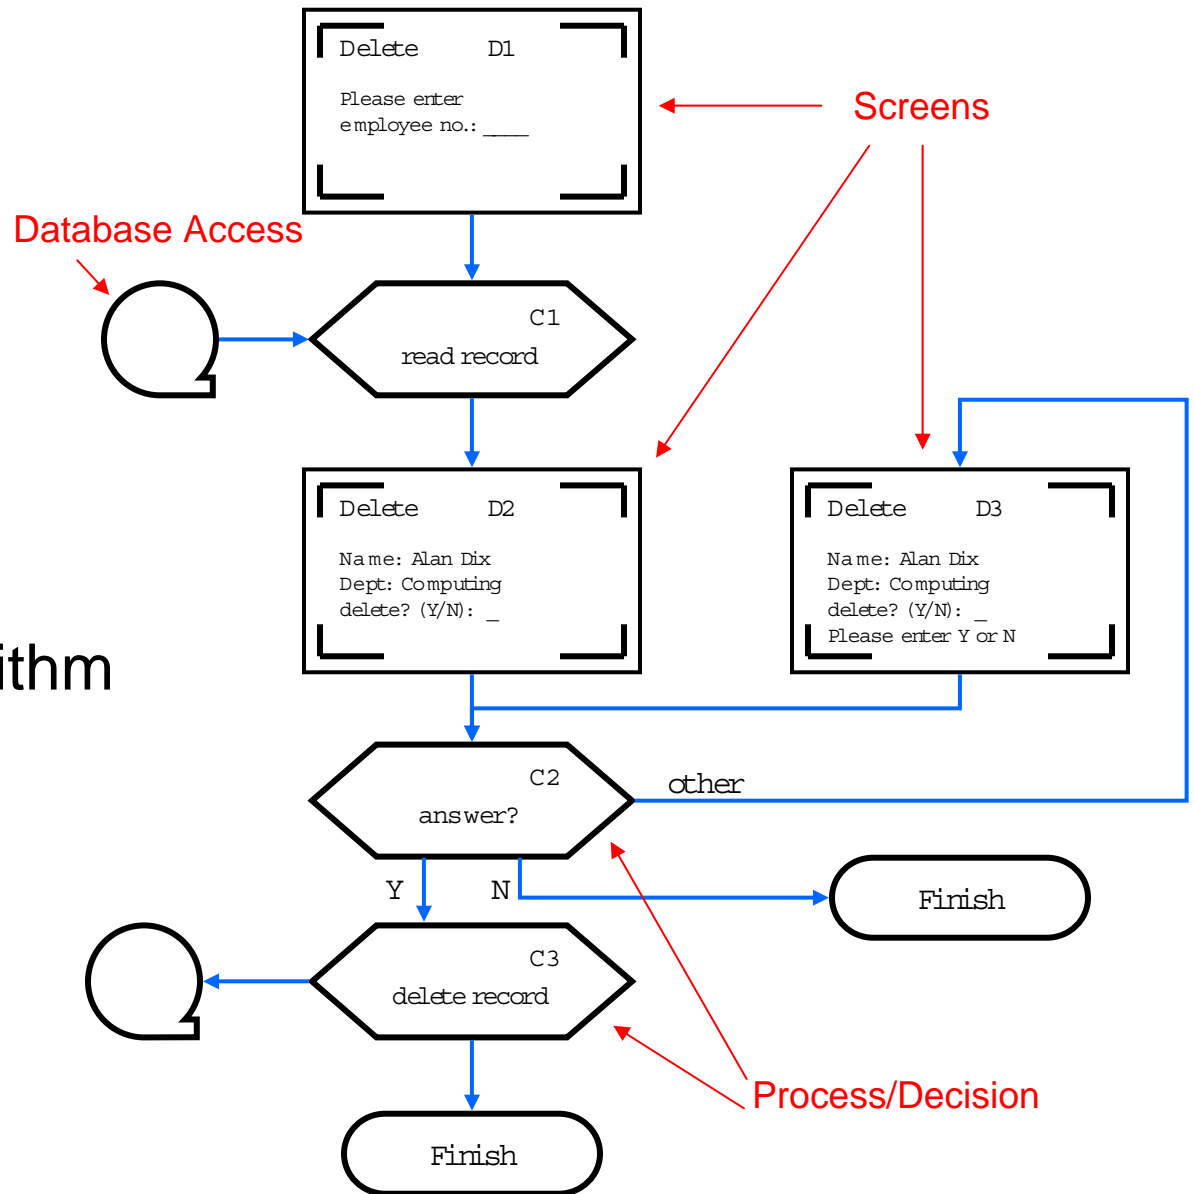 Delete D1
Please enter
employee no.: ____
Screens
Database Access
C1
read record
Delete D2
Name: Alan Dix
Dept: Computing
delete? (Y/N): _
Delete D3
Name: Alan Dix
Dept: Computing
delete? (Y/N): _
Please enter Y or N
ithm
C2
answer?
other
Y
N
Finish
C3
delete record
Process/Decision
Finish